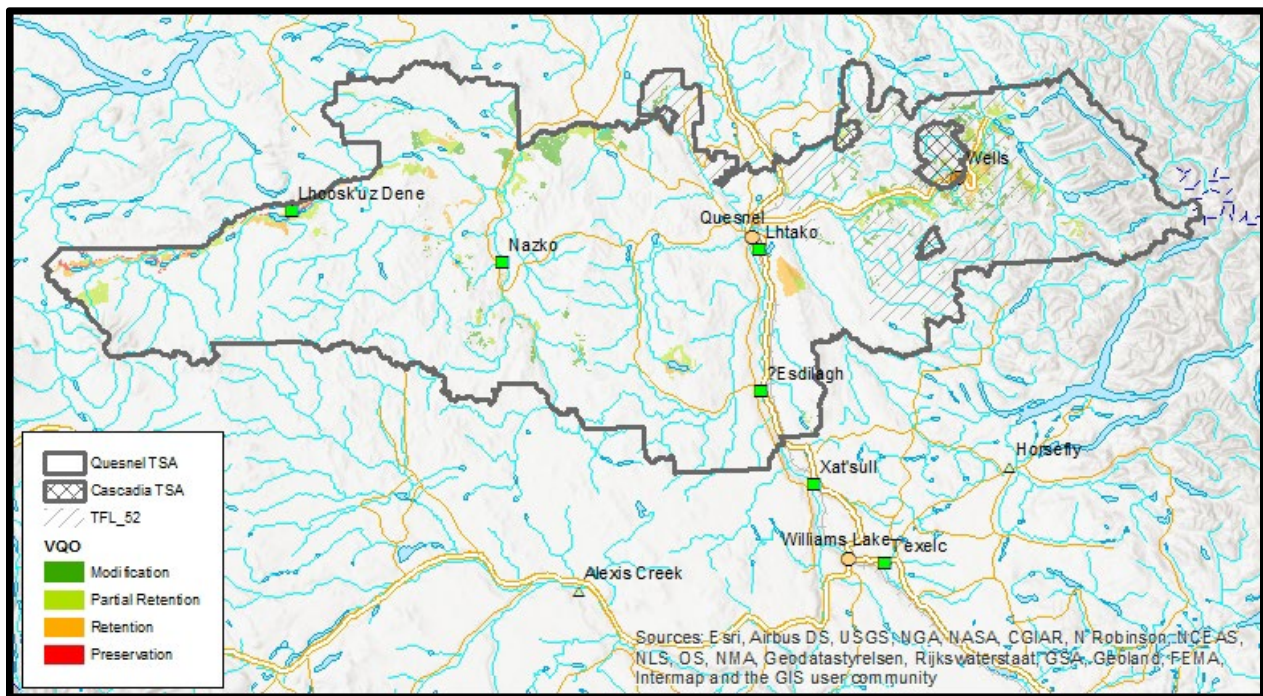 Wells
Lhoosk'uz Dene
Quesnel
Lhtako
Nazko
?Esdilagh
Horsefly
Xat'sull
Williams Lake
T'exelc
Alexis Creek
Quesnel TSA
Cascadia TSA
TFL_52
VQO
Modification
Partial Retention
Retention
Preservation
Sources: Esri, Airbus DS, USGS, NGA, NASA, CGIAR, N Robinson, NCEAS,
NLS, OS, NMA, Geodatastyrelsen, Rijkswaterstaat, GSA, Geoland, FEMA,
Intermap and the GIS user community